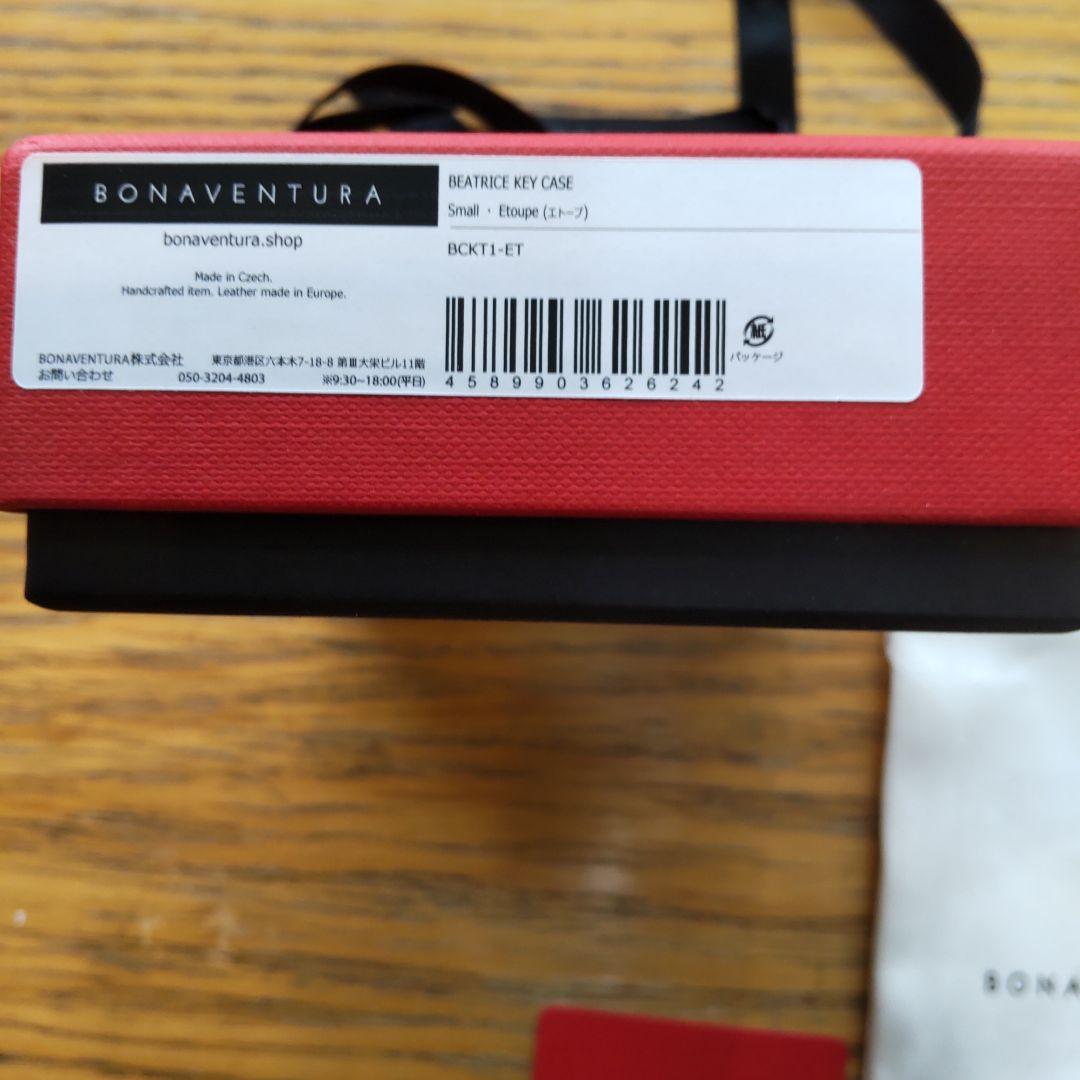 BONAVENTURA
bonaventura.shop
Made in Czech.
Handcrafted item. Leather made in Europe.
BONAVENTURA株式会社 東京都港区六本木7-18-8 第Ⅲ大栄ビル11階
お問い合わせ 050-3204-4803 ※9:30~18:00(平日)
BEATRICE KEY CASE
Small ・ Etoupe (エトープ)
BCKT1-ET
4589903626242
パッケージ
BONA